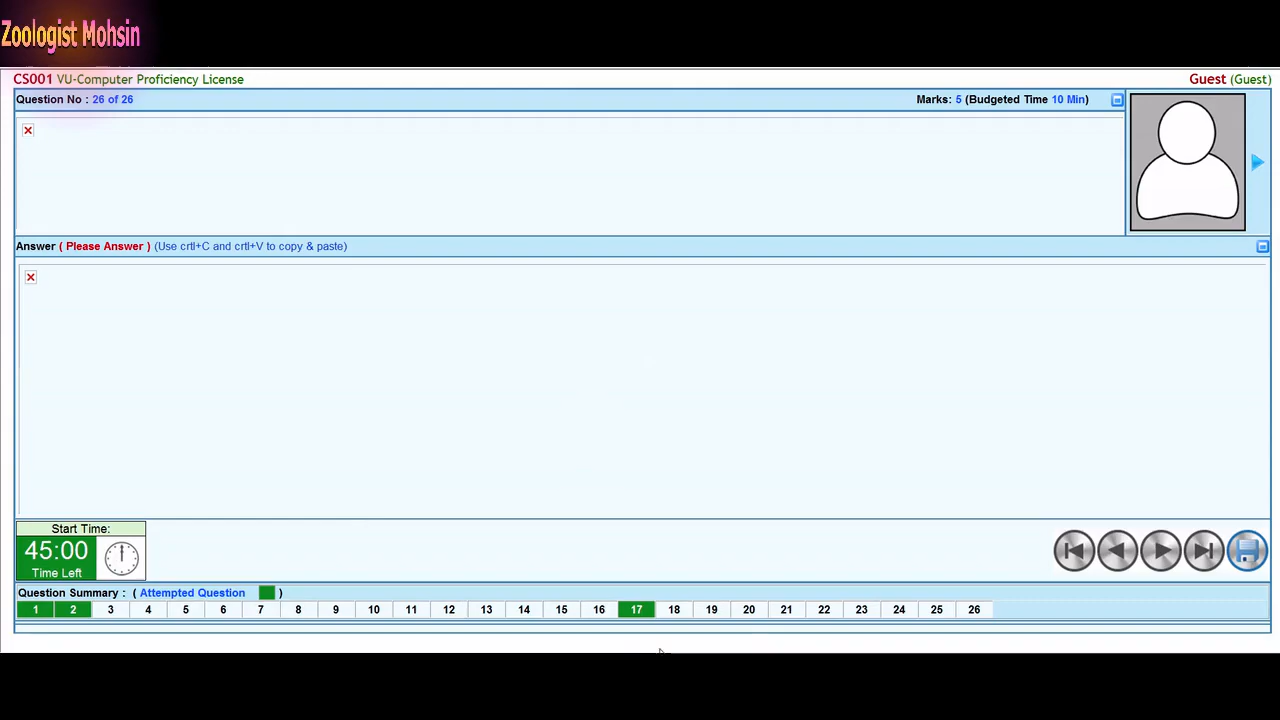 Zoologist Mohsin
CS001 VU-Computer Proficiency License
Guest (Guest)
Question No : 26 of 26
Marks: 5 (Budgeted Time 10 Min)
Answer ( Please Answer ) (Use crtl+C and crtl+V to copy & paste)
Start Time:
45:00
Time Left
Question Summary : ( Attempted Question )
1 2 3 4 5 6 7 8 9 10 11 12 13 14 15 16 17 18 19 20 21 22 23 24 25 26